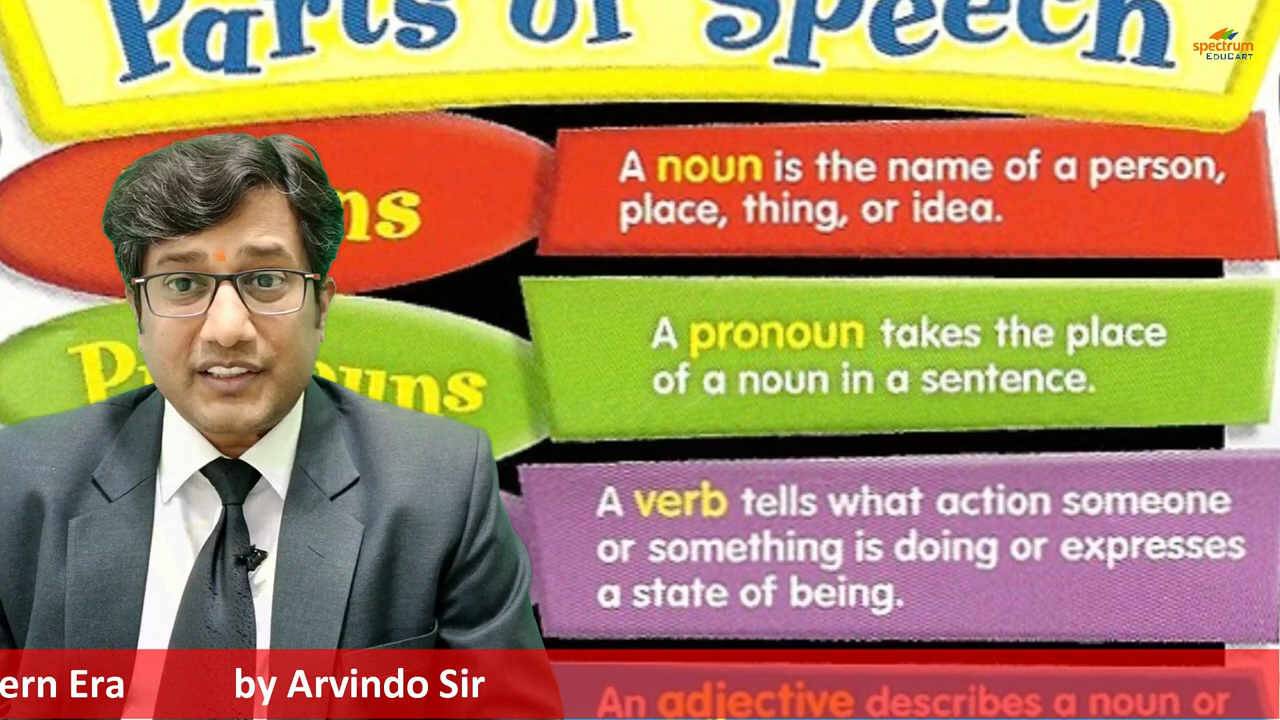 Parts of Speech
spectrum
EDUCART
A noun is the name of a person,
place, thing, or idea.
A pronoun takes the place
of a noun in a sentence.
A verb tells what action someone
or something is doing or expresses
a state of being.
ern Era by Arvindo Sir
An adjective describes a noun or